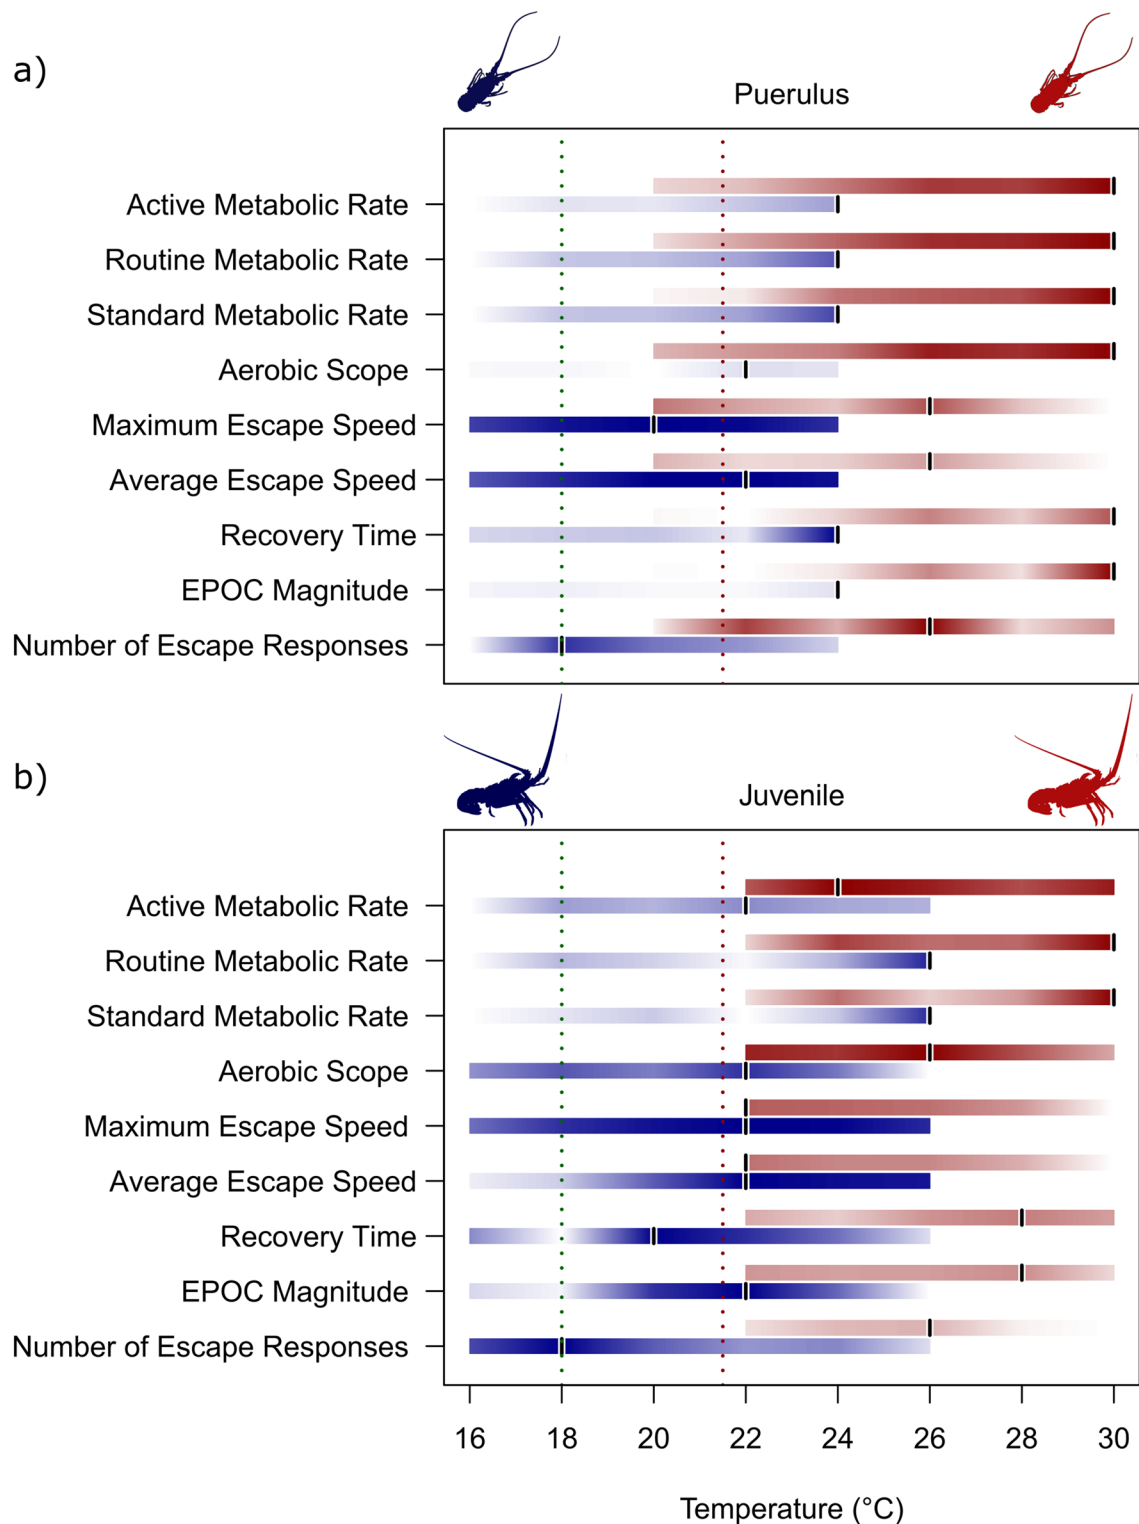 a)
Puerulus
Active Metabolic Rate
Routine Metabolic Rate
Standard Metabolic Rate
Aerobic Scope
Maximum Escape Speed
Average Escape Speed
Recovery Time
EPOC Magnitude
Number of Escape Responses
b)
Juvenile
Active Metabolic Rate
Routine Metabolic Rate
Standard Metabolic Rate
Aerobic Scope
Maximum Escape Speed
Average Escape Speed
Recovery Time
EPOC Magnitude
Number of Escape Responses
16 18 20 22 24 26 28 30
Temperature (°C)